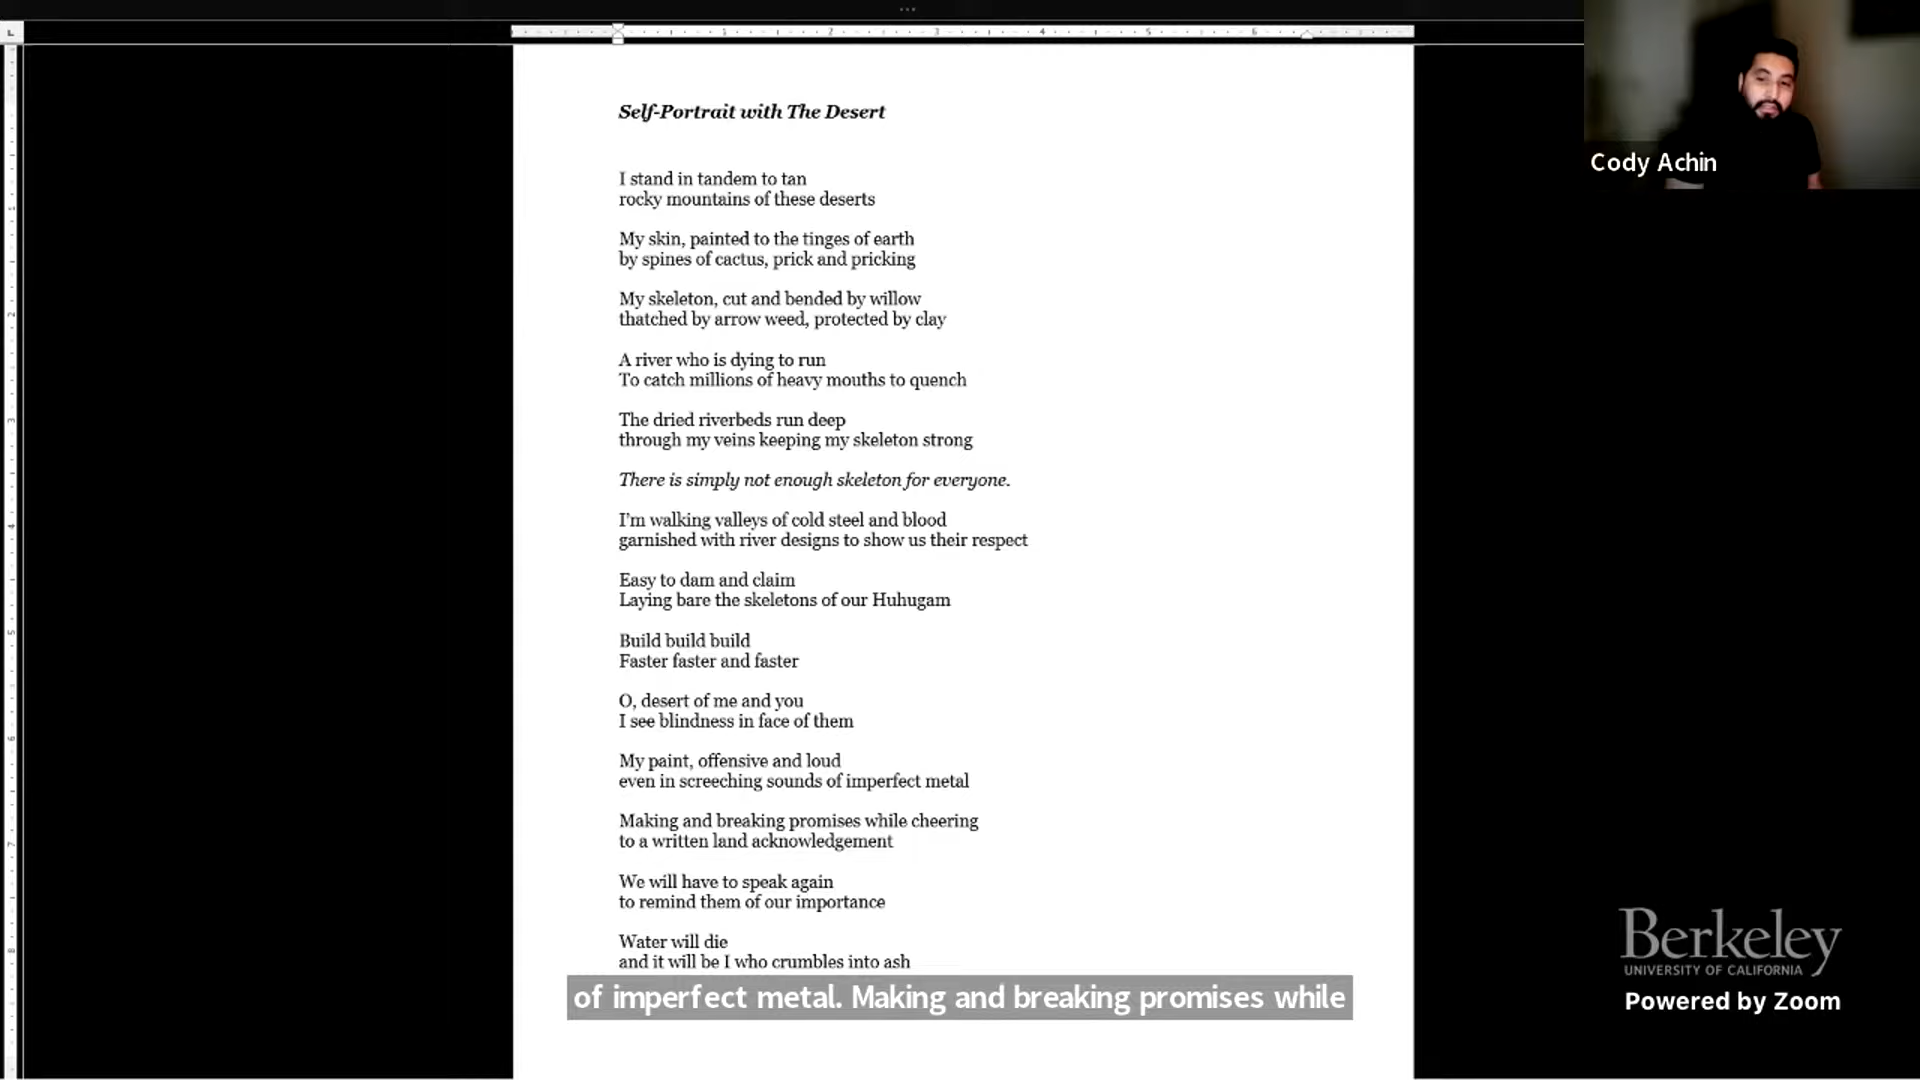 Self-Portrait with The Desert
I stand in tandem to tan
rocky mountains of these deserts
My skin, painted to the tinges of earth
by spines of cactus, prick and pricking
My skeleton, cut and bended by willow
thatched by arrow weed, protected by clay
A river who is dying to run
To catch millions of heavy mouths to quench
The dried riverbeds run deep
through my veins keeping my skeleton strong
There is simply not enough skeleton for everyone.
I'm walking valleys of cold steel and blood
garnished with river designs to show us their respect
Easy to dam and claim
Laying bare the skeletons of our Huhugam
Build build build
Faster faster and faster
O, desert of me and you
I see blindness in face of them
My paint, offensive and loud
even in screeching sounds of imperfect metal
Making and breaking promises while cheering
to a written land acknowledgement
We will have to speak again
to remind them of our importance
Water will die
and it will be I who crumbles into ash
of imperfect metal. Making and breaking promises while
Cody Achin
Berkeley
UNIVERSITY OF CALIFORNIA
Powered by Zoom